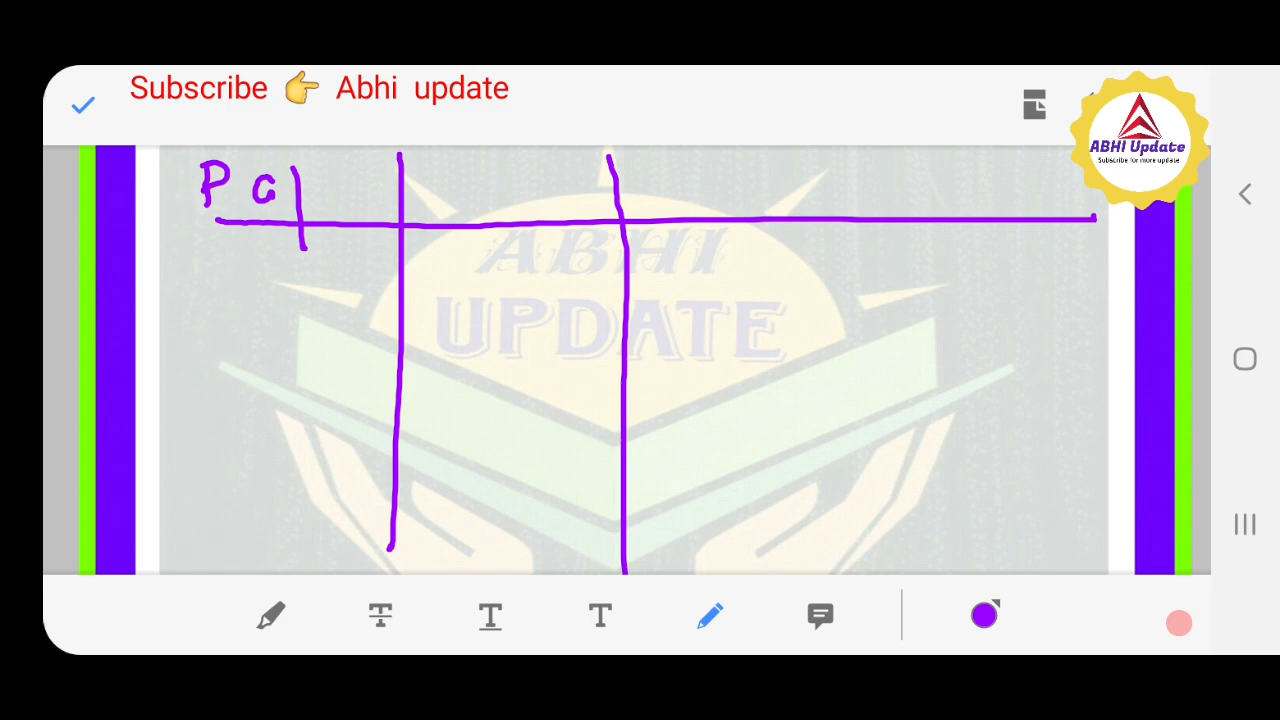 Subscribe 👉 Abhi update
ABHI Update
Subscribe for more update
P G
ABHI
UPDATE
T T T